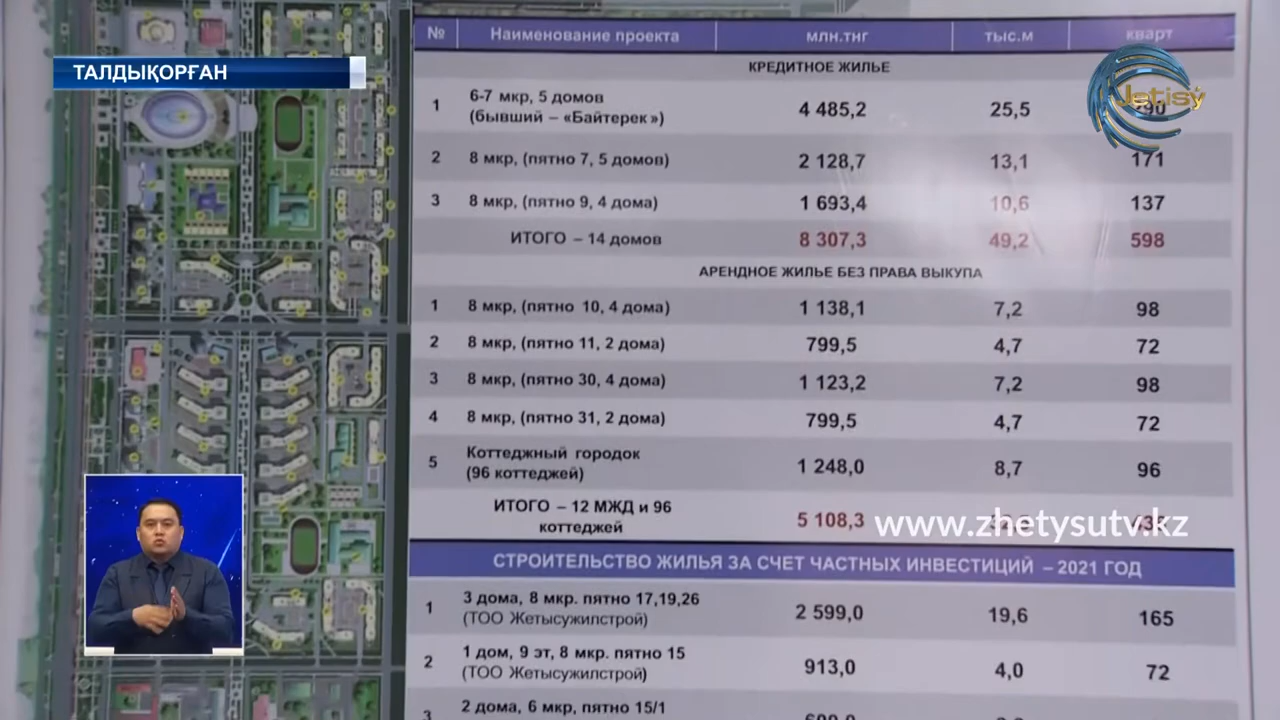 ТАЛДЫҚОРҒАН
Jetisý
№ Наименование проекта млн.тнг тыс.м кварт
КРЕДИТНОЕ ЖИЛЬЕ
1 6-7 мкр, 5 домов 4 485,2 25,5
(бывший – «Байтерек»)
2 8 мкр, (пятно 7, 5 домов) 2 128,7 13,1 171
3 8 мкр, (пятно 9, 4 дома) 1 693,4 10,6 137
ИТОГО – 14 домов 8 307,3 49,2 598
АРЕНДНОЕ ЖИЛЬЕ БЕЗ ПРАВА ВЫКУПА
1 8 мкр, (пятно 10, 4 дома) 1 138,1 7,2 98
2 8 мкр, (пятно 11, 2 дома) 799,5 4,7 72
3 8 мкр, (пятно 30, 4 дома) 1 123,2 7,2 98
4 8 мкр, (пятно 31, 2 дома) 799,5 4,7 72
5 Коттеджный городок 1 248,0 8,7 96
(96 коттеджей)
ИТОГО – 12 МЖД и 96 5 108,3
коттеджей
www.zhetysutv.kz
СТРОИТЕЛЬСТВО ЖИЛЬЯ ЗА СЧЕТ ЧАСТНЫХ ИНВЕСТИЦИЙ – 2021 ГОД
1 3 дома, 8 мкр. пятно 17,19,26 2 599,0 19,6 165
(ТОО Жетысужилстрой)
2 1 дом, 9 эт, 8 мкр. пятно 15 913,0 4,0 72
(ТОО Жетысужилстрой)
3 2 дома, 6 мкр, пятно 15/1